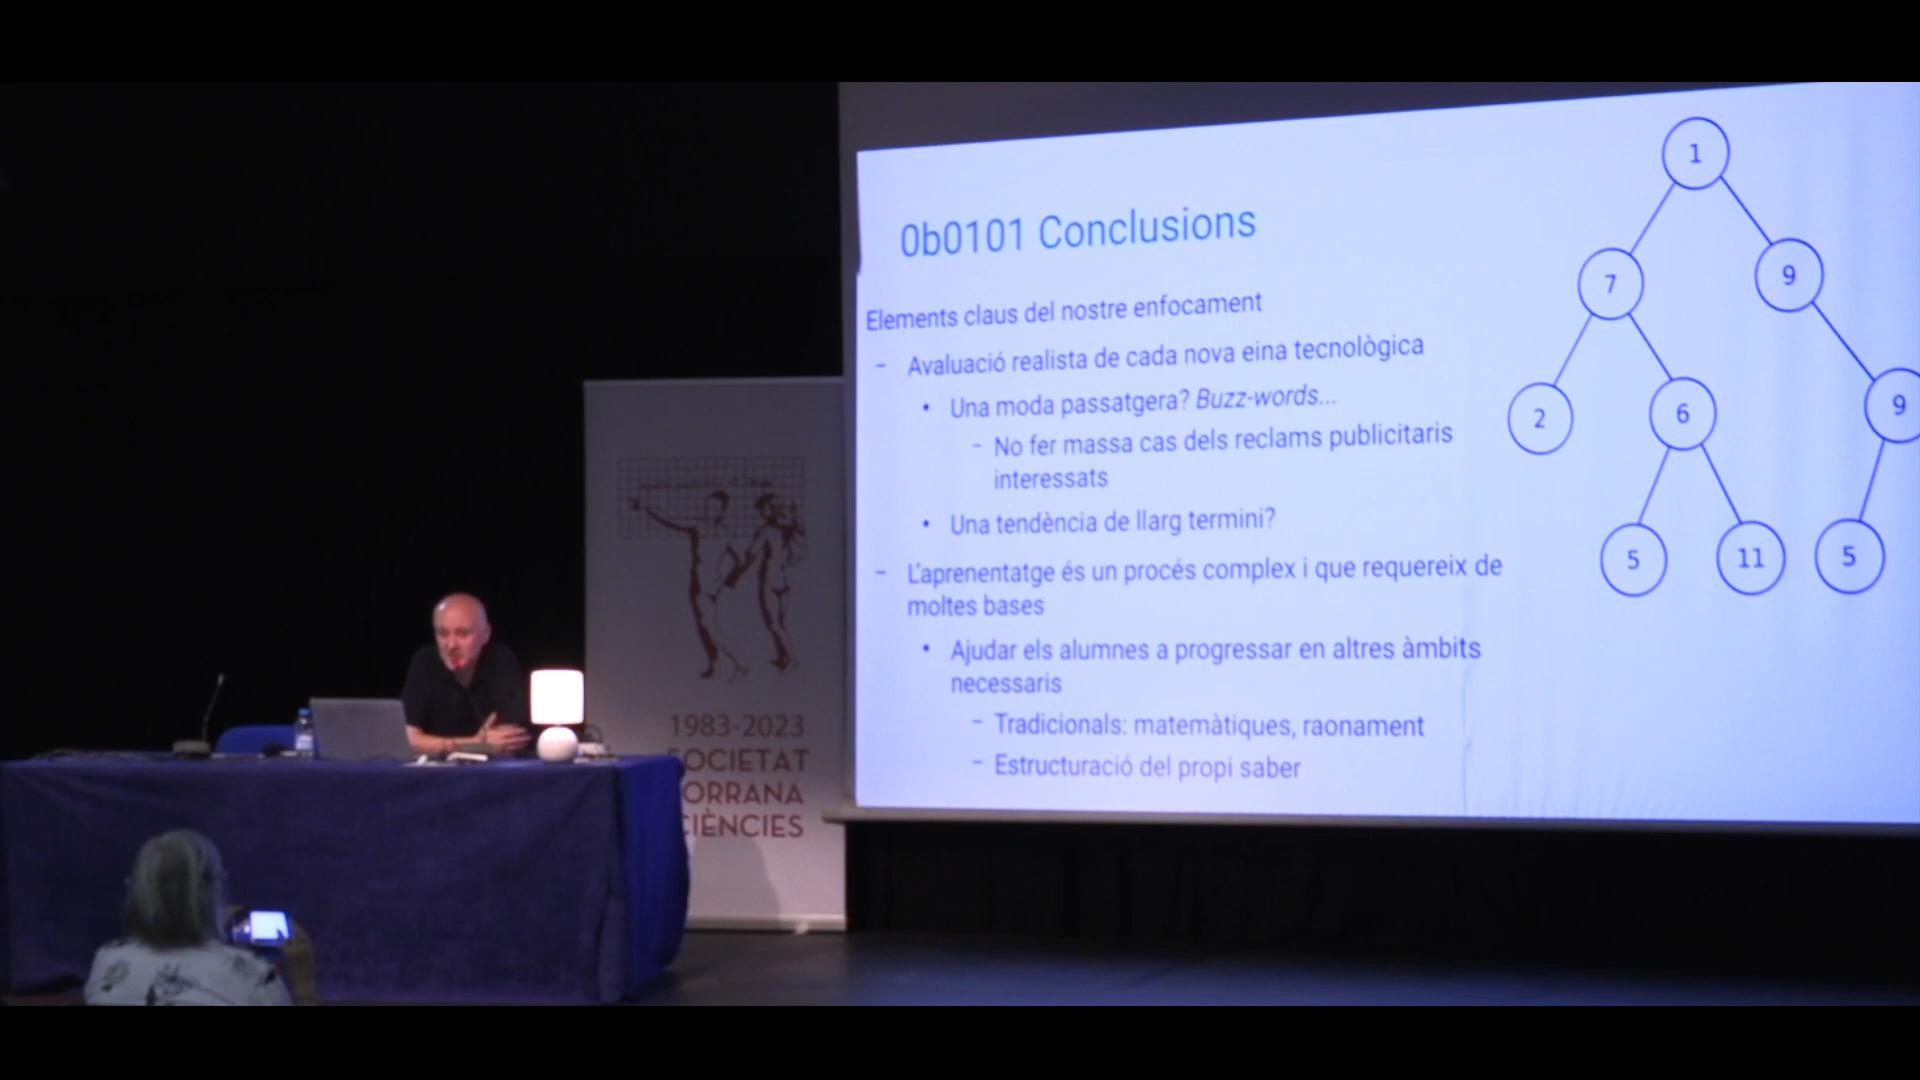 0b0101 Conclusions
Elements claus del nostre enfocament
- Avaluació realista de cada nova eina tecnològica
• Una moda passatgera? Buzz-words...
- No fer massa cas dels reclams publicitaris
interessats
• Una tendència de llarg termini?
- L'aprenentatge és un procés complex i que requereix de
moltes bases
• Ajudar els alumnes a progressar en altres àmbits
necessaris
- Tradicionals: matemàtiques, raonament
- Estructuració del propi saber
1
7
9
2
6
9
5
11
5
1983-2023
SOCIETAT
ORRANA
CIÈNCIES